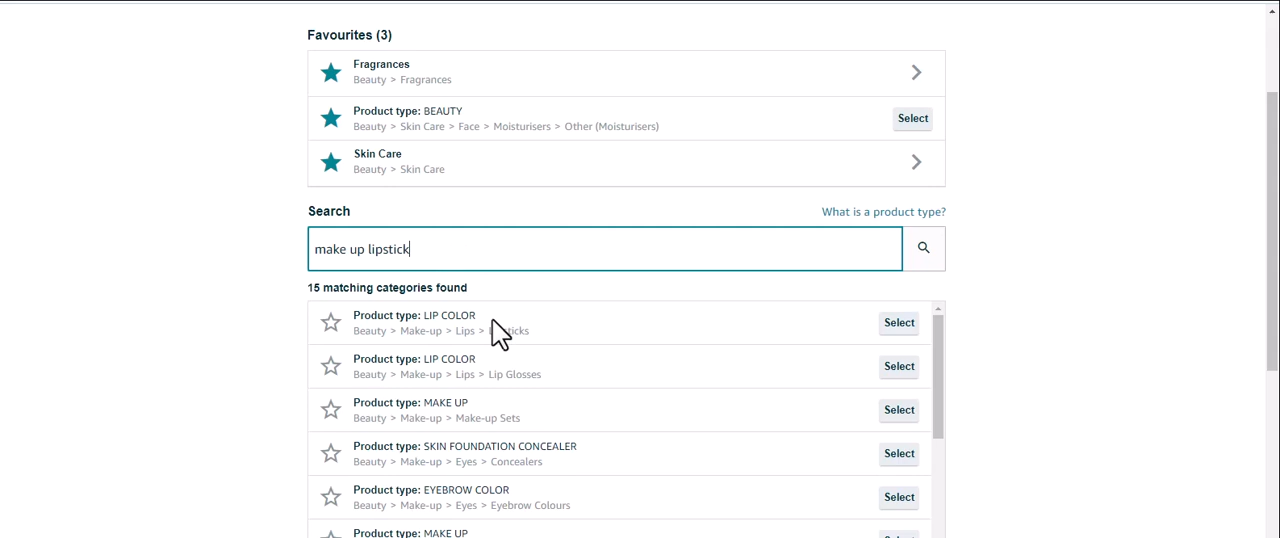 Favourites (3)
Fragrances
Beauty > Fragrances
Product type: BEAUTY
Beauty > Skin Care > Face > Moisturisers > Other (Moisturisers)
Select
Skin Care
Beauty > Skin Care
Search
What is a product type?
make up lipstick
15 matching categories found
Product type: LIP COLOR
Beauty > Make-up > Lips >
Select
Product type: LIP COLOR
Beauty > Make-up > Lips > Lip Glosses
Select
Product type: MAKE UP
Beauty > Make-up > Make-up Sets
Select
Product type: SKIN FOUNDATION CONCEALER
Beauty > Make-up > Eyes > Concealers
Select
Product type: EYEBROW COLOR
Beauty > Make-up > Eyes > Eyebrow Colours
Select
Product type: MAKE UP